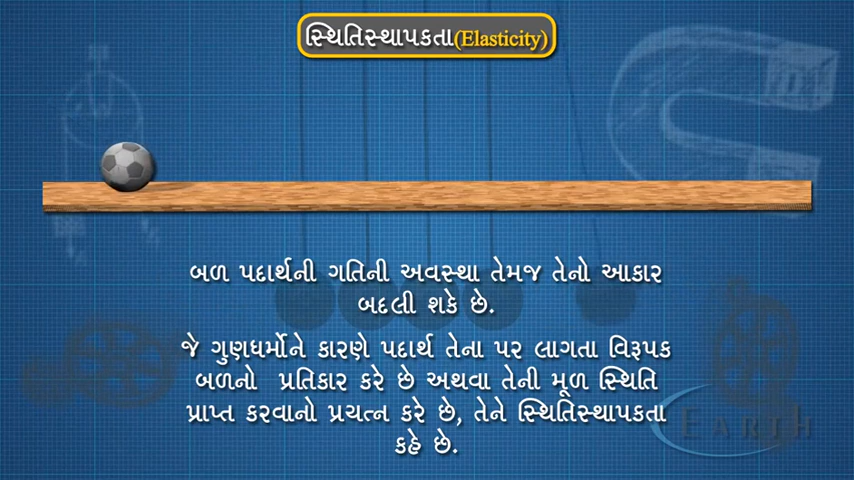 સ્થિતિસ્થાપકતા(Elasticity)
બળ પદાર્થની ગતિની અવસ્થા તેમજ તેનો આકાર
બદલી શકે છે.
જે ગુણધર્મોને કારણે પદાર્થ તેના પર લાગતા વિરૂપક
બળનો પ્રતિકાર કરે છે અથવા તેની મૂળ સ્થિતિ
પ્રાપ્ત કરવાનો પ્રયત્ન કરે છે, તેને સ્થિતિસ્થાપકતા
કહે છે.
EARTH